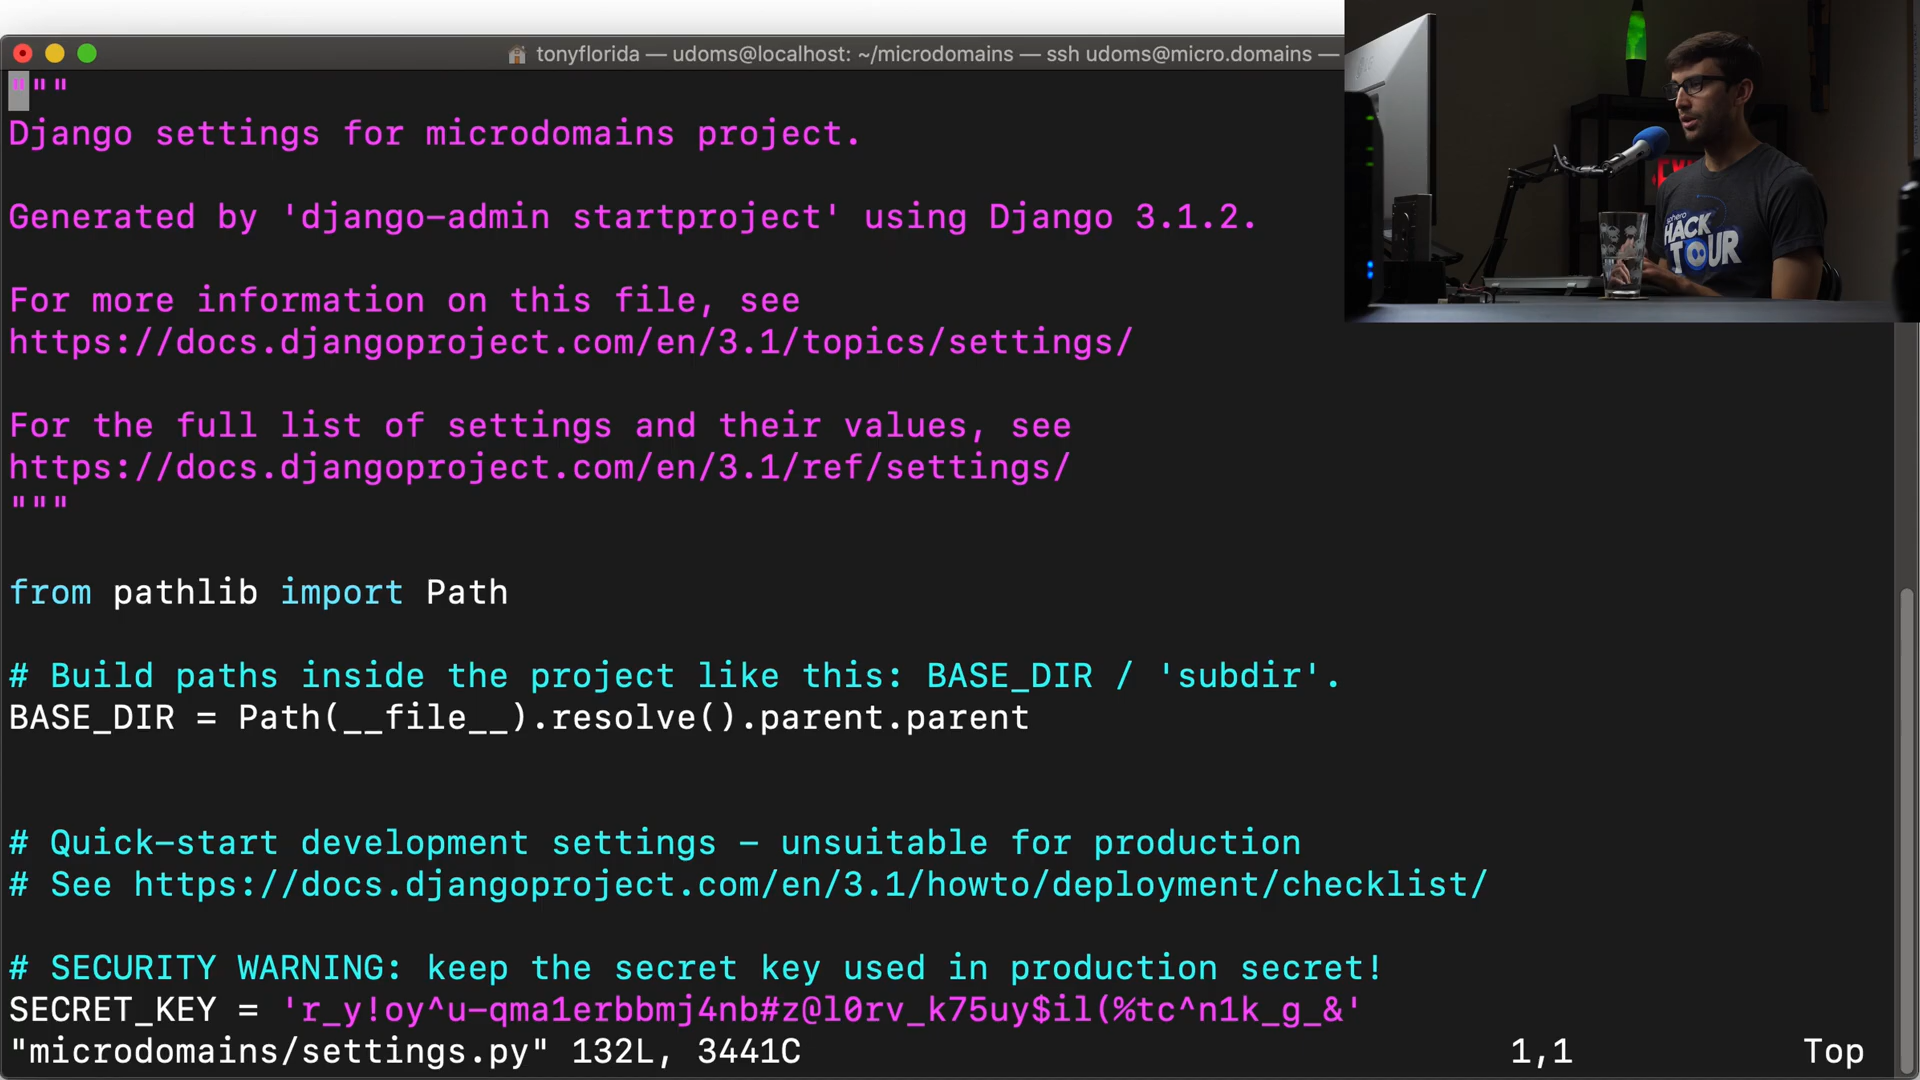 tonyflorida — udoms@localhost: ~/microdomains — ssh udoms@micro.domains —
"""
Django settings for microdomains project.
Generated by 'django-admin startproject' using Django 3.1.2.
For more information on this file, see
https://docs.djangoproject.com/en/3.1/topics/settings/
For the full list of settings and their values, see
https://docs.djangoproject.com/en/3.1/ref/settings/
"""
from pathlib import Path
# Build paths inside the project like this: BASE_DIR / 'subdir'.
BASE_DIR = Path(__file__).resolve().parent.parent
# Quick-start development settings - unsuitable for production
# See https://docs.djangoproject.com/en/3.1/howto/deployment/checklist/
# SECURITY WARNING: keep the secret key used in production secret!
SECRET_KEY = 'r_y!oy^u-qma1erbbmj4nb#z@l0rv_k75uy$il(%tc^n1k_g_&'
"microdomains/settings.py" 132L, 3441C 1,1 Top
sphero
HACK
TOUR